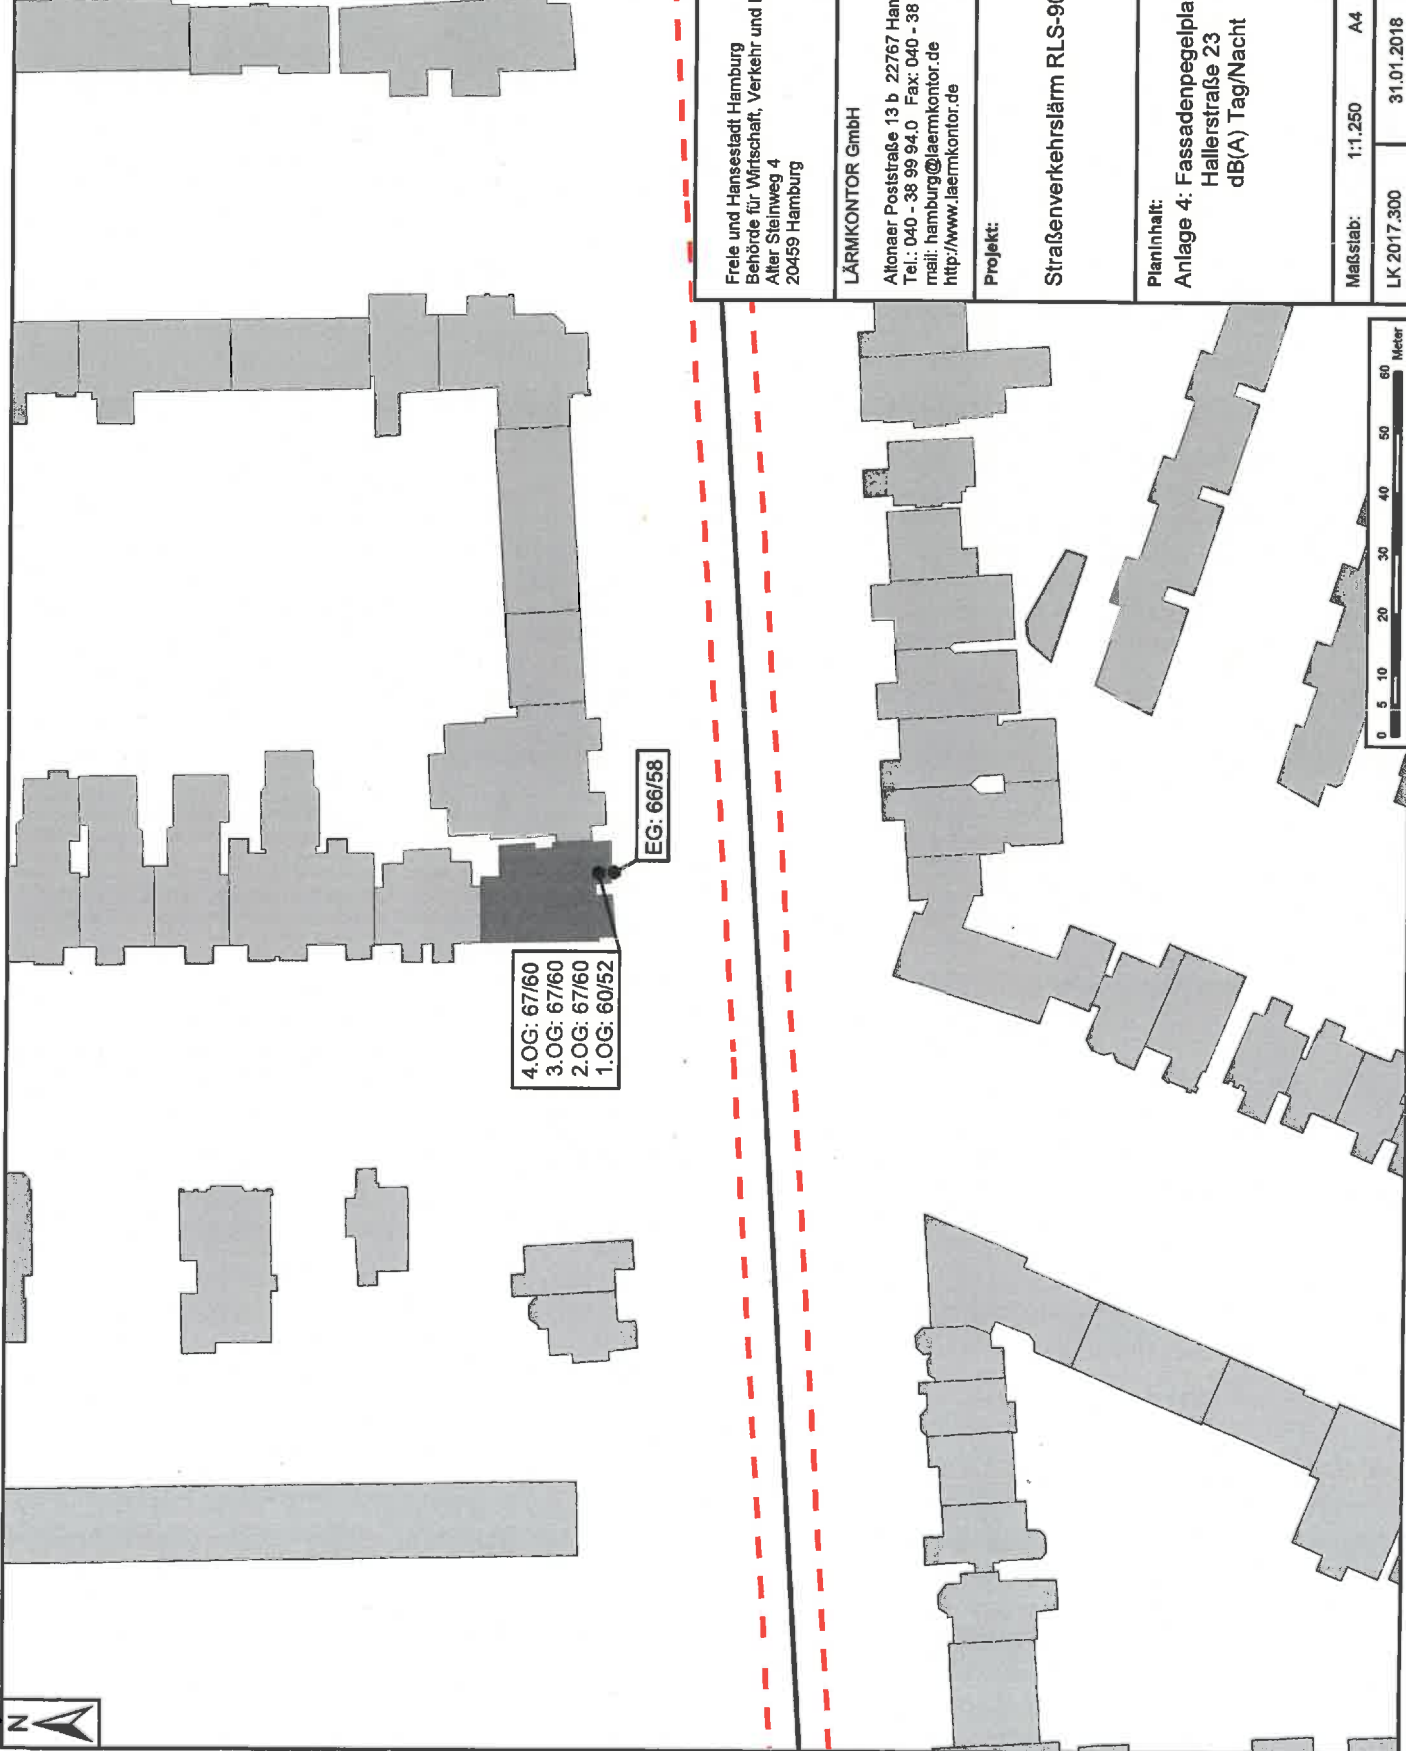 N
4.OG: 67/60
3.OG: 67/60
2.OG: 67/60
1.OG: 60/52
EG: 66/58
Freie und Hansestadt Hamburg
Behörde für Wirtschaft, Verkehr und
Alter Steinweg 4
20459 Hamburg
LÄRMKONTOR GmbH
Altonaer Poststraße 13 b 22767 Ham
Tel.: 040 - 38 99 94.0 Fax: 040 - 38
mail: hamburg@laermkontor.de
http://www.laermkontor.de
Projekt:
Straßenverkehrslärm RLS-90
Planinhalt:
Anlage 4: Fassadenpegelpla
Hallerstraße 23
dB(A) Tag/Nacht
Maßstab: 1:1.250 A4
LK 2017.300 31.01.2018
0 5 10 20 30 40 50 60 Meter